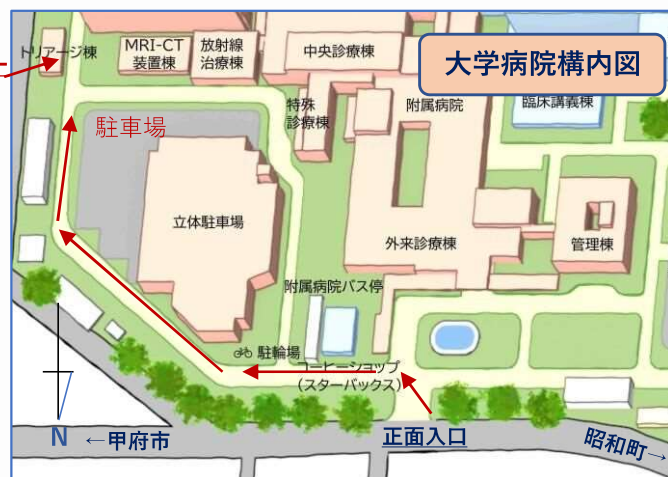 大学病院構内図
トリアージ棟
MRI-CT
装置棟
放射線
治療棟
中央診療棟
特殊
診療棟
附属病院
臨床講義棟
駐車場
立体駐車場
外来診療棟
管理棟
附属病院バス停
駐輪場
コーヒーショップ
（スターバックス）
N
←甲府市
正面入口
昭和町→